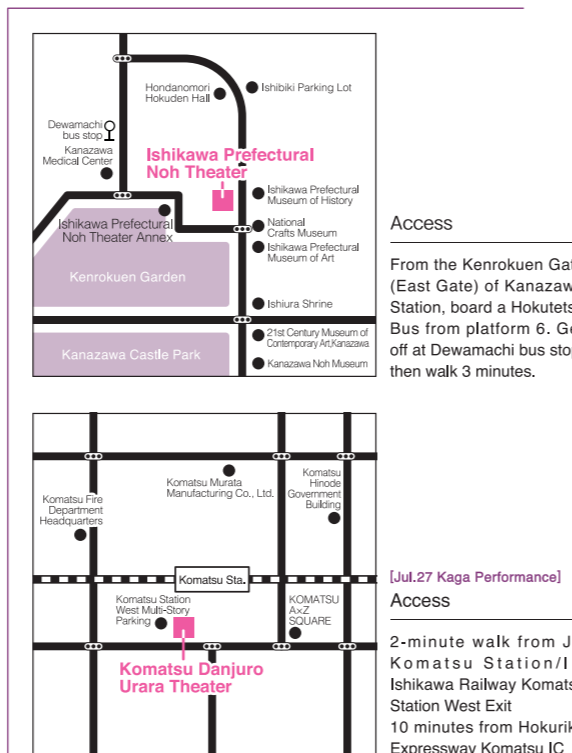 Hondanomori
Hokuden Hall
Ishibiki Parking Lot
Dewamachi
bus stop
Kanazawa
Medical Center
Ishikawa Prefectural
Noh Theater
Ishikawa Prefectural
Museum of History
Ishikawa Prefectural
Noh Theater Annex
National
Crafts Museum
Ishikawa Prefectural
Museum of Art
Kenrokuen Garden
Ishiura Shrine
21st Century Museum of
Contemporary Art,Kanazawa
Kanazawa Castle Park
Kanazawa Noh Museum
Access
From the Kenrokuen Gat
(East Gate) of Kanazaw
Station, board a Hokutets
Bus from platform 6. Ge
off at Dewamachi bus stop
then walk 3 minutes.
Komatsu Murata
Manufacturing Co., Ltd.
Komatsu
Hinode
Government
Building
Komatsu Fire
Department
Headquarters
Komatsu Sta.
Komatsu Station
West Multi-Story
Parking
KOMATSU
A×Z
SQUARE
Komatsu Danjuro
Urara Theater
[Jul.27 Kaga Performance]
Access
2-minute walk from J
Komatsu Station/I
Ishikawa Railway Komats
Station West Exit
10 minutes from Hokurik
Expressway Komatsu IC